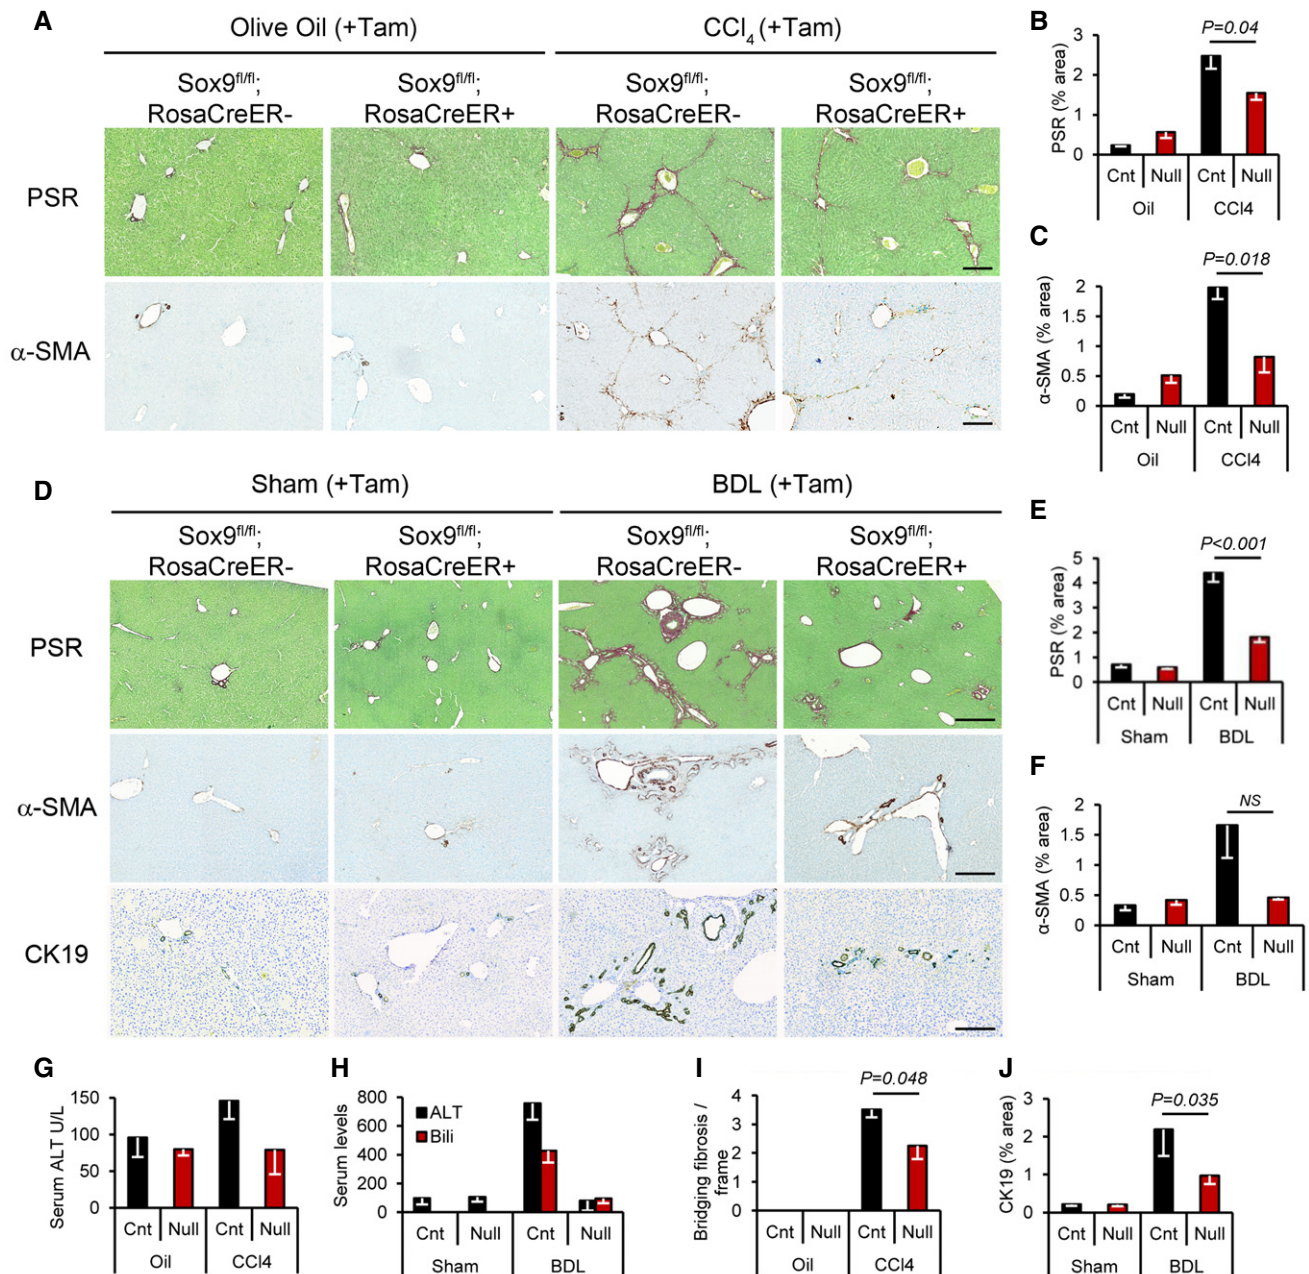 A
Olive Oil (+Tam)
CCl4 (+Tam)
Sox9fl/fl;
RosaCreER-
Sox9fl/fl;
RosaCreER+
Sox9fl/fl;
RosaCreER-
Sox9fl/fl;
RosaCreER+
PSR
α-SMA
B
P=0.04
PSR (% area)
3
2
1
0
Cnt Null Cnt Null
Oil CCl4
C
P=0.018
α-SMA (% area)
2
1.5
1
0.5
0
Cnt Null Cnt Null
Oil CCl4
D
Sham (+Tam)
BDL (+Tam)
Sox9fl/fl;
RosaCreER-
Sox9fl/fl;
RosaCreER+
Sox9fl/fl;
RosaCreER-
Sox9fl/fl;
RosaCreER+
PSR
α-SMA
CK19
E
P<0.001
PSR (% area)
5
4
3
2
1
0
Cnt Null Cnt Null
Sham BDL
F
NS
α-SMA (% area)
2
1.5
1
0.5
0
Cnt Null Cnt Null
Sham BDL
G
Serum ALT U/L
150
100
50
0
Cnt Null Cnt Null
Oil CCl4
H
Serum levels
800
600
400
200
0
ALT
Bili
Cnt Null Cnt Null
Sham BDL
I
P=0.048
Bridging fibrosis /
frame
4
3
2
1
0
Cnt Null Cnt Null
Oil CCl4
J
P=0.035
CK19 (% area)
3
2
1
0
Cnt Null Cnt Null
Sham BDL